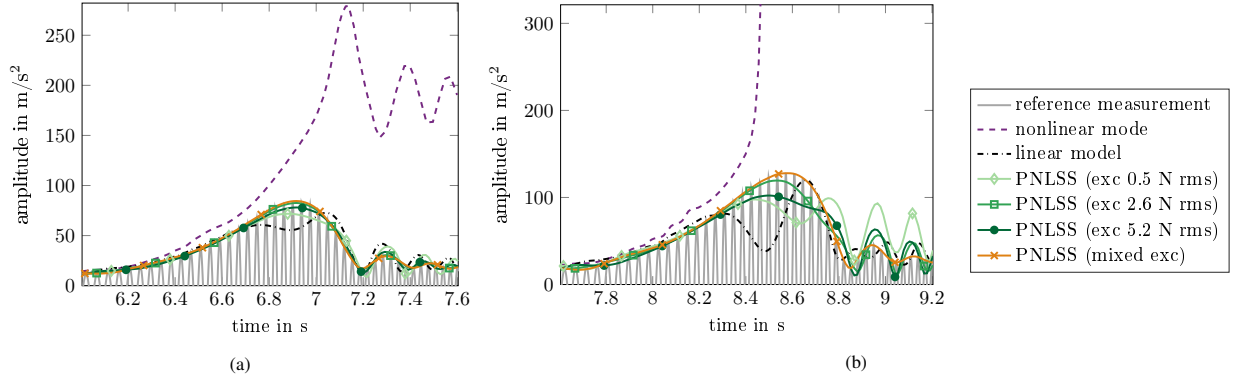 250
200
150
100
50
0
amplitude in m/s²
6.2 6.4 6.6 6.8 7 7.2 7.4 7.6
time in s
(a)
300
200
100
0
amplitude in m/s²
7.8 8 8.2 8.4 8.6 8.8 9 9.2
time in s
(b)
reference measurement
nonlinear mode
linear model
PNLSS (exc 0.5 N rms)
PNLSS (exc 2.6 N rms)
PNLSS (exc 5.2 N rms)
PNLSS (mixed exc)